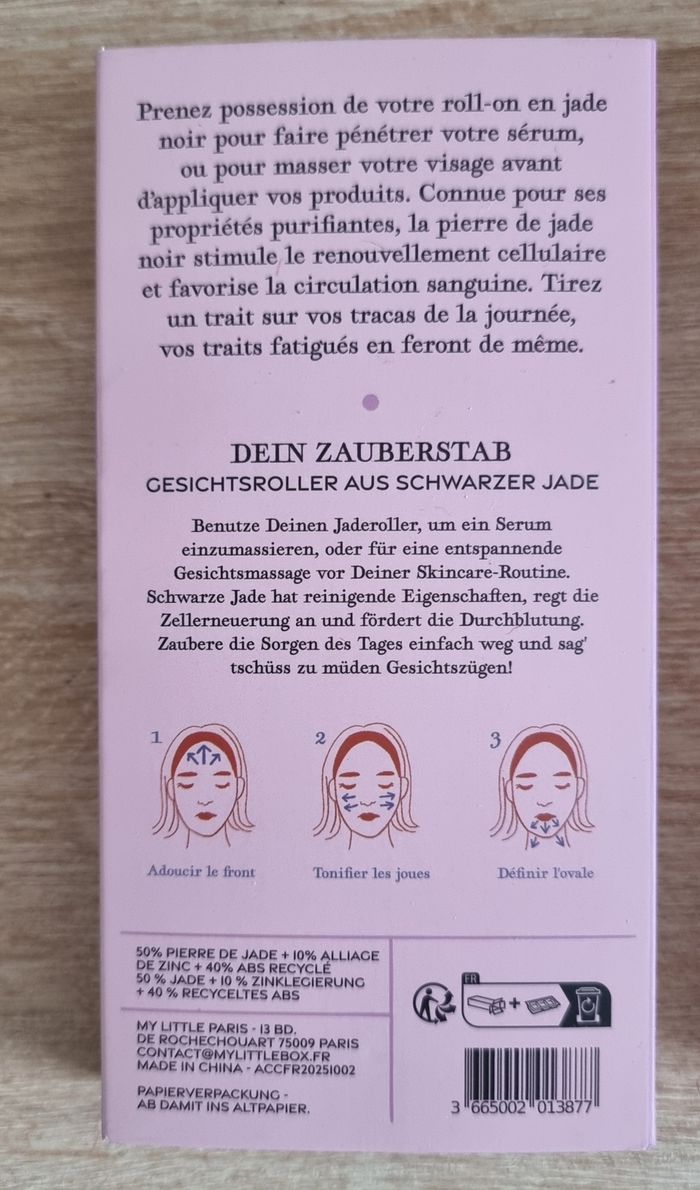 Prenez possession de votre roll-on en jade
noir pour faire pénétrer votre sérum,
ou pour masser votre visage avant
d'appliquer vos produits. Connue pour ses
propriétés purifiantes, la pierre de jade
noir stimule le renouvellement cellulaire
et favorise la circulation sanguine. Tirez
un trait sur vos tracas de la journée,
vos traits fatigués en feront de même.
DEIN ZAUBERSTAB
GESICHTSROLLER AUS SCHWARZER JADE
Benutze Deinen Jaderoller, um ein Serum
einzumassieren, oder für eine entspannende
Gesichtsmassage vor Deiner Skincare-Routine.
Schwarze Jade hat reinigende Eigenschaften, regt die
Zellerneuerung an und fördert die Durchblutung.
Zaubere die Sorgen des Tages einfach weg und sag'
tschüss zu müden Gesichtszügen!
1 2 3
Adoucir le front Tonifier les joues Définir l'ovale
50% PIERRE DE JADE + 10% ALLIAGE
DE ZINC + 40% ABS RECYCLÉ
50 % JADE + 10 % ZINKLEGIERUNG
+ 40 % RECYCELTES ABS
MY LITTLE PARIS - 13 BD.
DE ROCHECHOUART 75009 PARIS
CONTACT@MYLITTLEBOX.FR
MADE IN CHINA - ACCFR20251002
PAPIERVERPACKUNG -
AB DAMIT INS ALTPAPIER.
FR
+
3 665002 013877